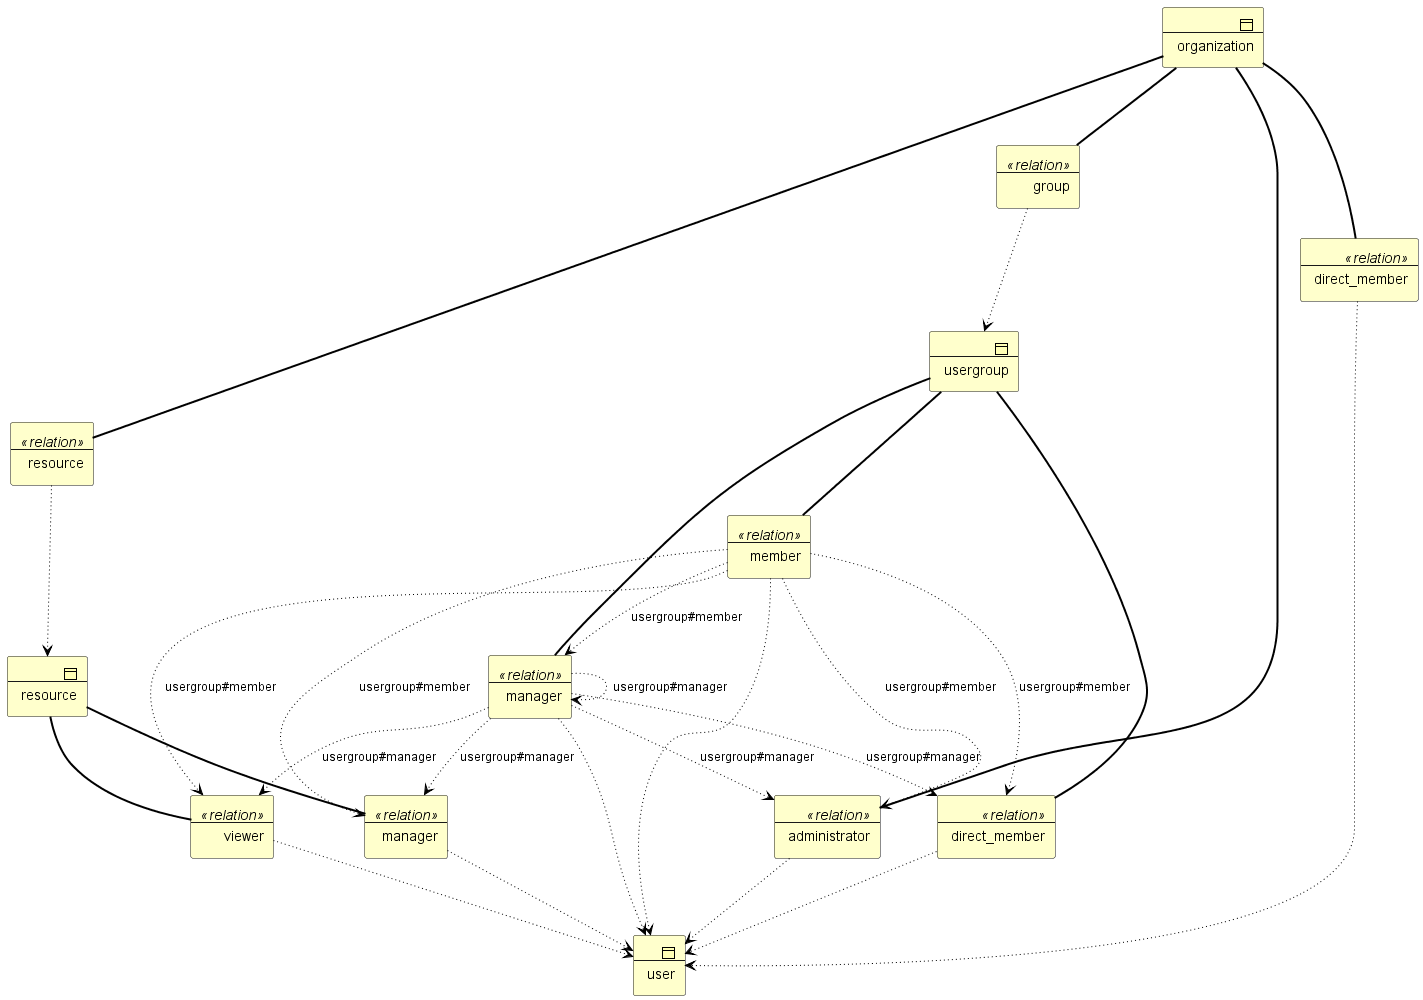 organization
«relation»
group
«relation»
direct_member
usergroup
«relation»
resource
«relation»
member
usergroup#member
resource
«relation»
manager
usergroup#member
usergroup#member
usergroup#manager
usergroup#member
usergroup#member
usergroup#manager
usergroup#manager
usergroup#manager
usergroup#manager
«relation»
viewer
«relation»
manager
«relation»
administrator
«relation»
direct_member
user